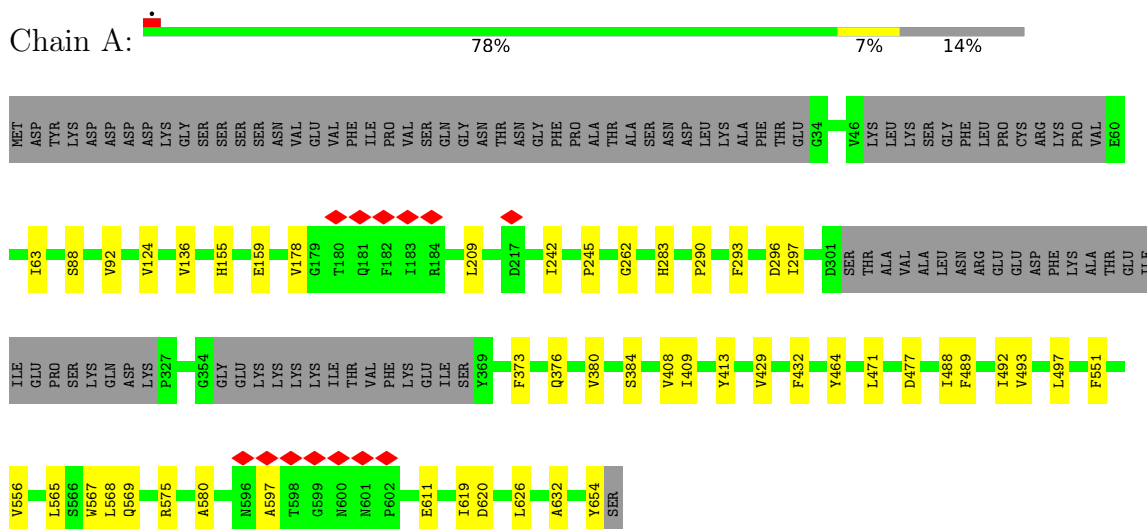 Chain A:
78% 7% 14%
MET ASP TYR LYS ASP ASP ASP ASP LYS GLY SER SER SER SER ASN VAL GLU VAL PHE ILE PRO VAL SER GLN GLY ASN THR ASN GLY PHE PRO ALA THR ALA SER ASN ASP LEU LYS ALA PHE THR GLU G34 V46 LYS LEU LYS SER GLY PHE LEU PRO CYS ARG LYS PRO VAL E60
I63 S88 V92 V124 V136 H155 E159 V178 G179 T180 Q181 F182 I183 R184 L209 D217 I242 P245 G262 H283 P290 F293 D296 I297 D301 SER THR ALA VAL ALA LEU ASN ARG GLU GLU ASP PHE LYS ALA THR GLU ILE
ILE GLU PRO SER LYS GLN ASP LYS P327 G354 GLY GLU LYS LYS LYS LYS ILE THR VAL PHE LYS GLU ILE SER Y369 F373 Q376 V380 S384 V408 I409 Y413 V429 F432 Y464 L471 D477 I488 F489 I492 V493 L497 F551
V556 L565 S566 W567 L568 Q569 R575 A580 N596 A597 T598 G599 N600 N601 P602 E611 I619 D620 L626 A632 Y654 SER